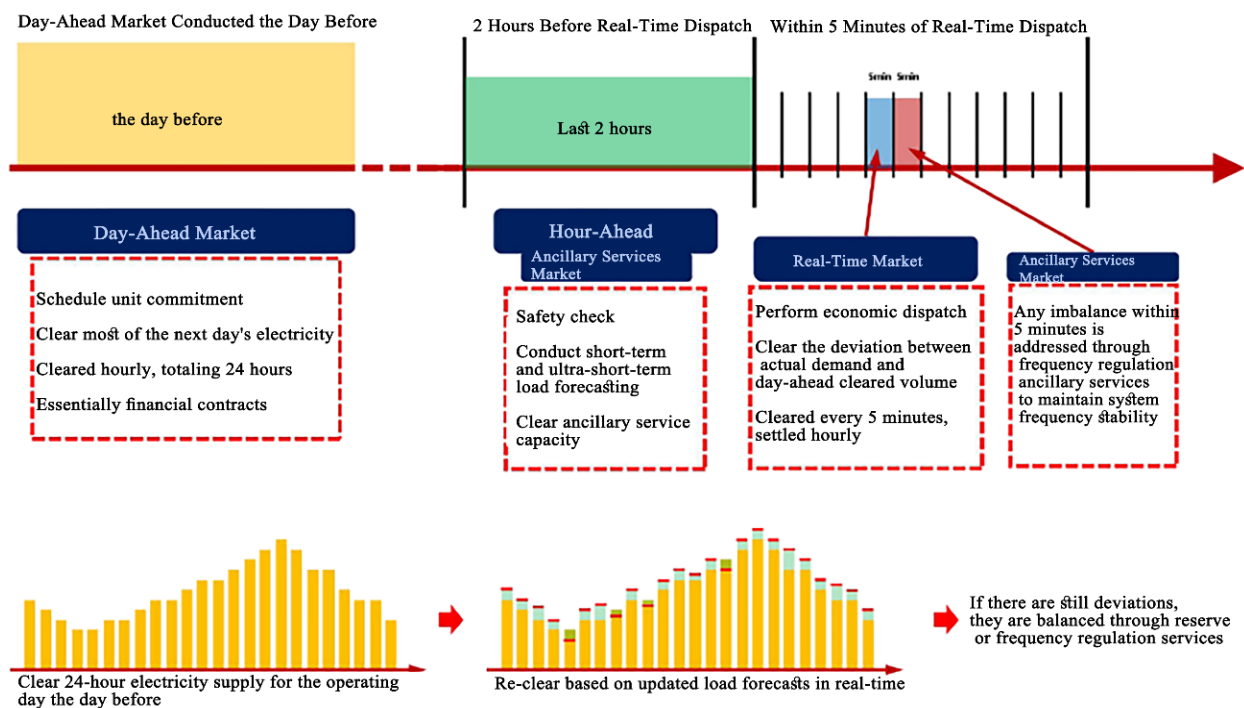 Day-Ahead Market Conducted the Day Before
2 Hours Before Real-Time Dispatch
Within 5 Minutes of Real-Time Dispatch
5min
5min
the day before
Last 2 hours
Day-Ahead Market
Schedule unit commitment
Clear most of the next day's electricity
Cleared hourly, totaling 24 hours
Essentially financial contracts
Hour-Ahead
Ancillary Services
Market
Safety check
Conduct short-term
and ultra-short-term
load forecasting
Clear ancillary service
capacity
Real-Time Market
Perform economic dispatch
Clear the deviation between
actual demand and
day-ahead cleared volume
Cleared every 5 minutes,
settled hourly
Ancillary Services
Market
Any imbalance within
5 minutes is
addressed through
frequency regulation
ancillary services
to maintain system
frequency stability
Clear 24-hour electricity supply for the operating
day the day before
Re-clear based on updated load forecasts in real-time
If there are still deviations,
they are balanced through reserve
or frequency regulation services